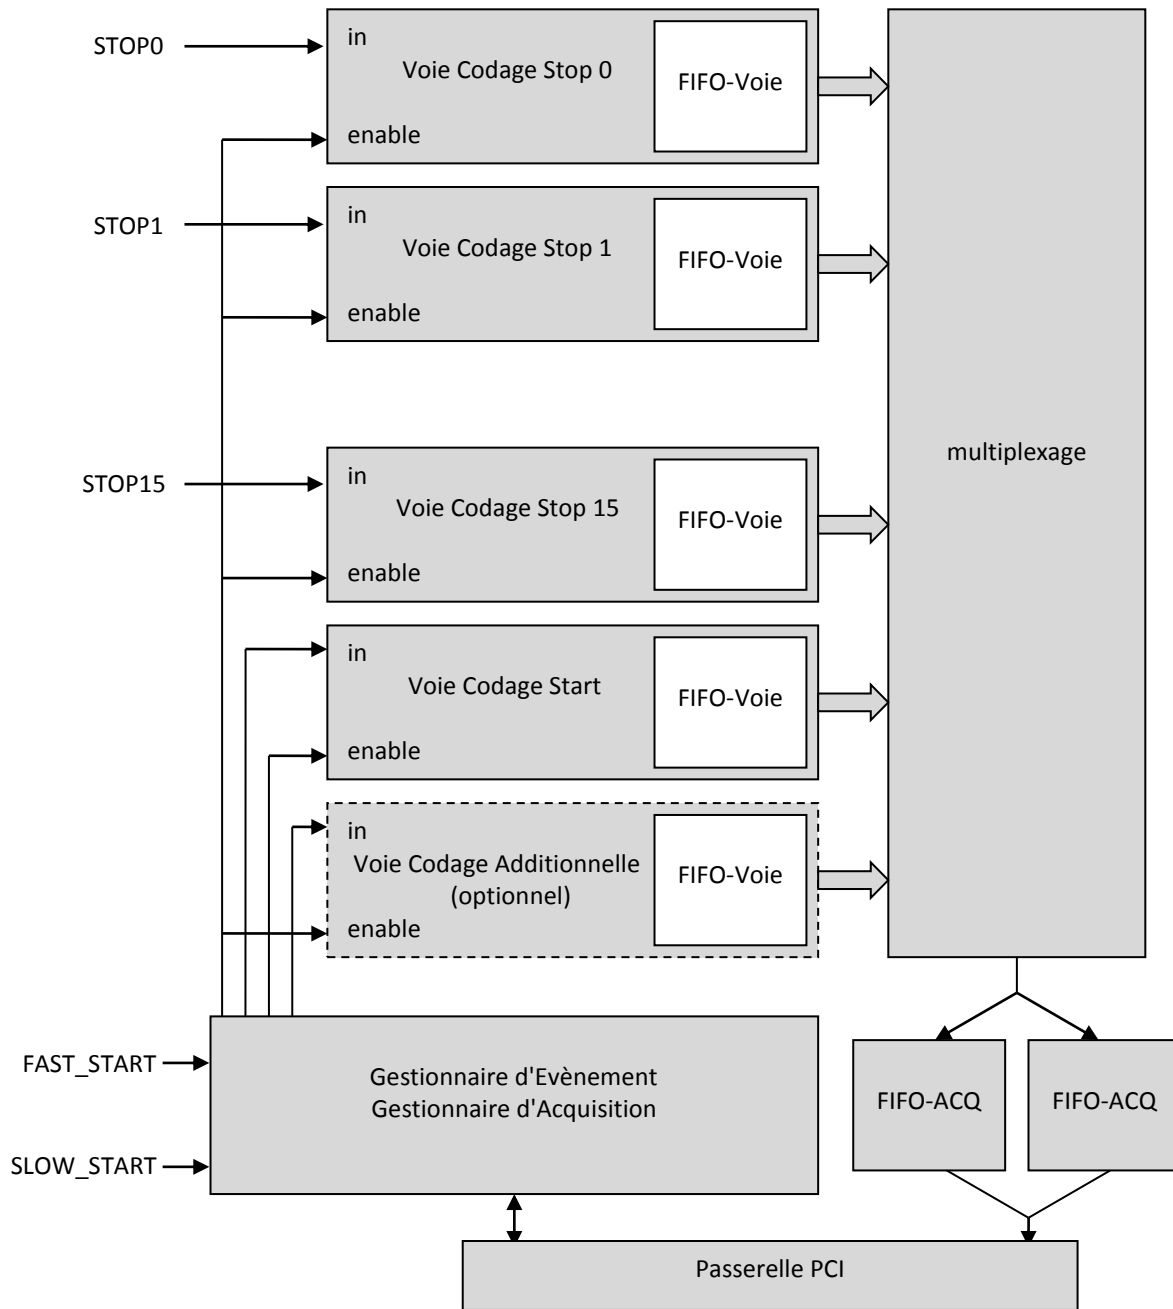 STOP0
in
Voie Codage Stop 0
enable
FIFO-Voie
STOP1
in
Voie Codage Stop 1
enable
FIFO-Voie
multiplexage
STOP15
in
Voie Codage Stop 15
enable
FIFO-Voie
in
Voie Codage Start
enable
FIFO-Voie
in
Voie Codage Additionnelle
(optionnel)
enable
FIFO-Voie
FAST_START
SLOW_START
Gestionnaire d'Evènement
Gestionnaire d'Acquisition
FIFO-ACQ
FIFO-ACQ
Passerelle PCI